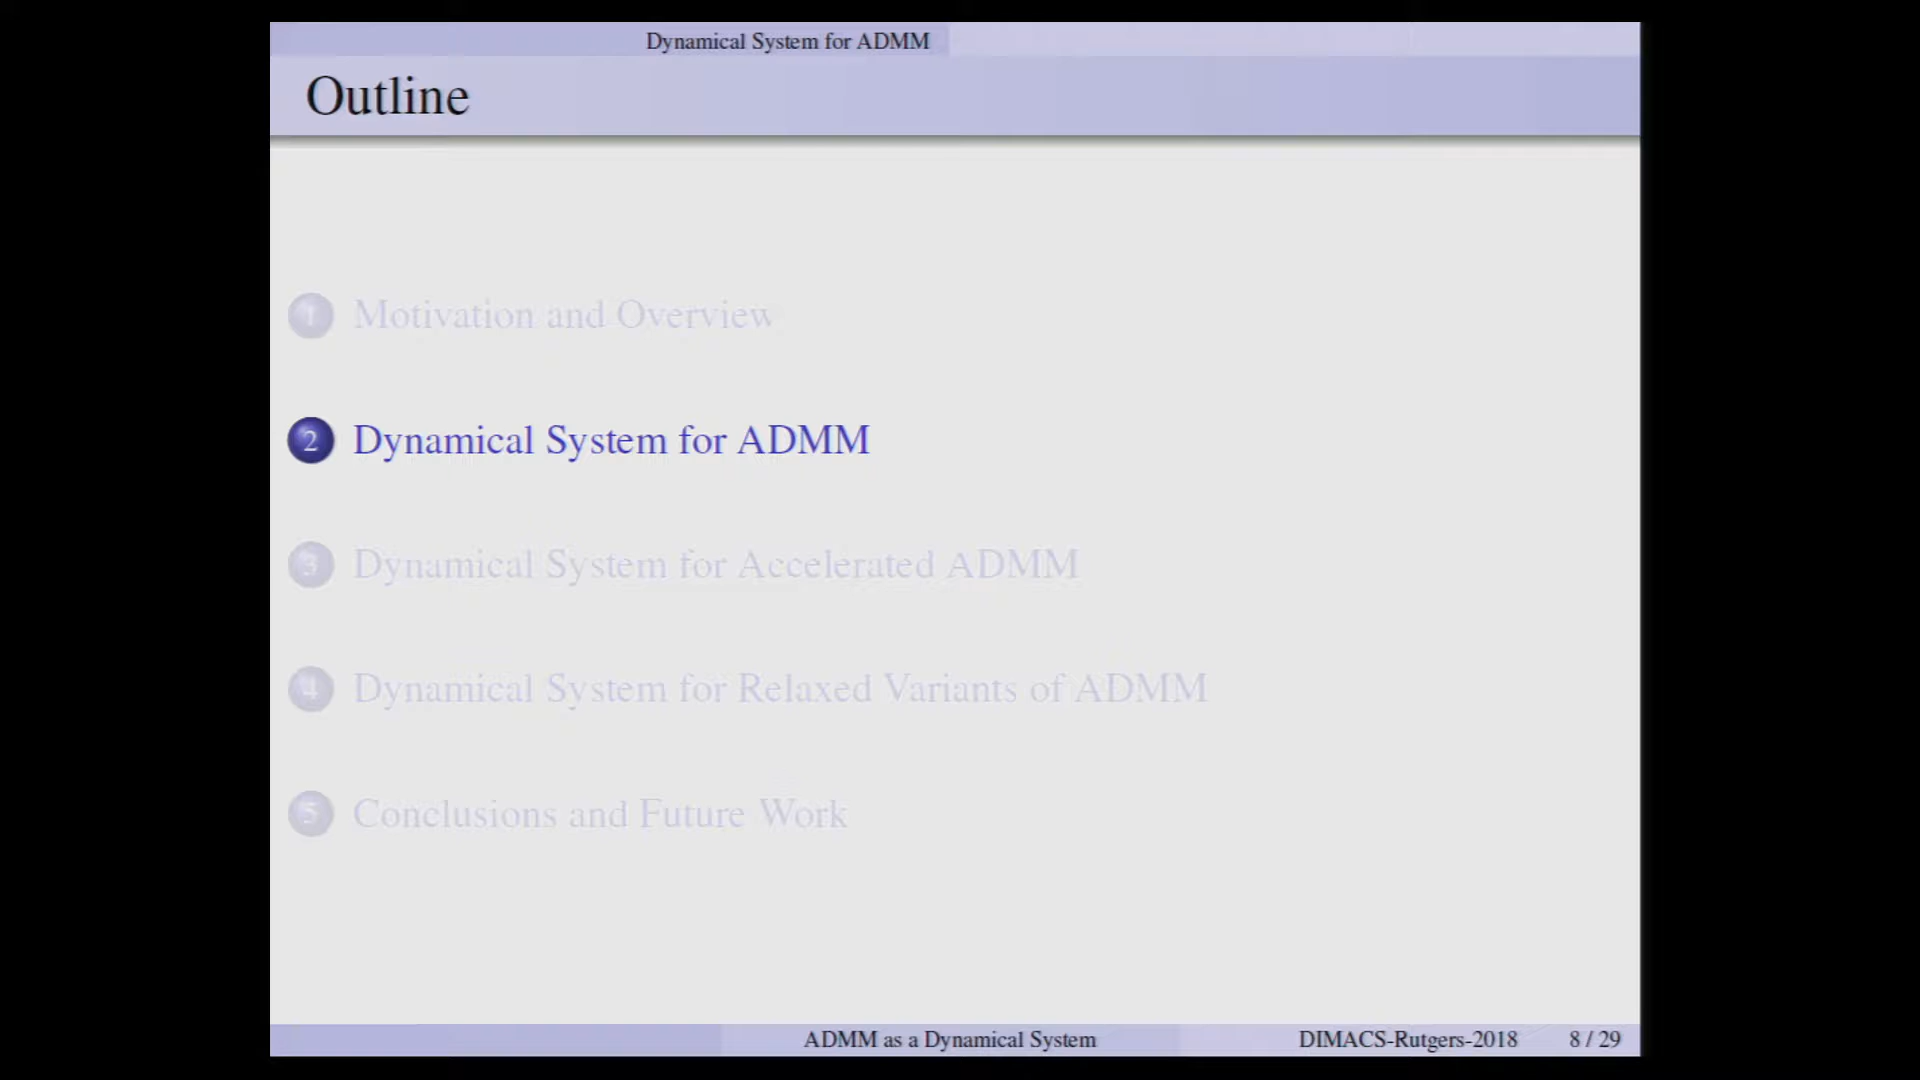 Dynamical System for ADMM
Outline
1 Motivation and Overview
2 Dynamical System for ADMM
3 Dynamical System for Accelerated ADMM
4 Dynamical System for Relaxed Variants of ADMM
5 Conclusions and Future Work
ADMM as a Dynamical System DIMACS-Rutgers-2018 8 / 29